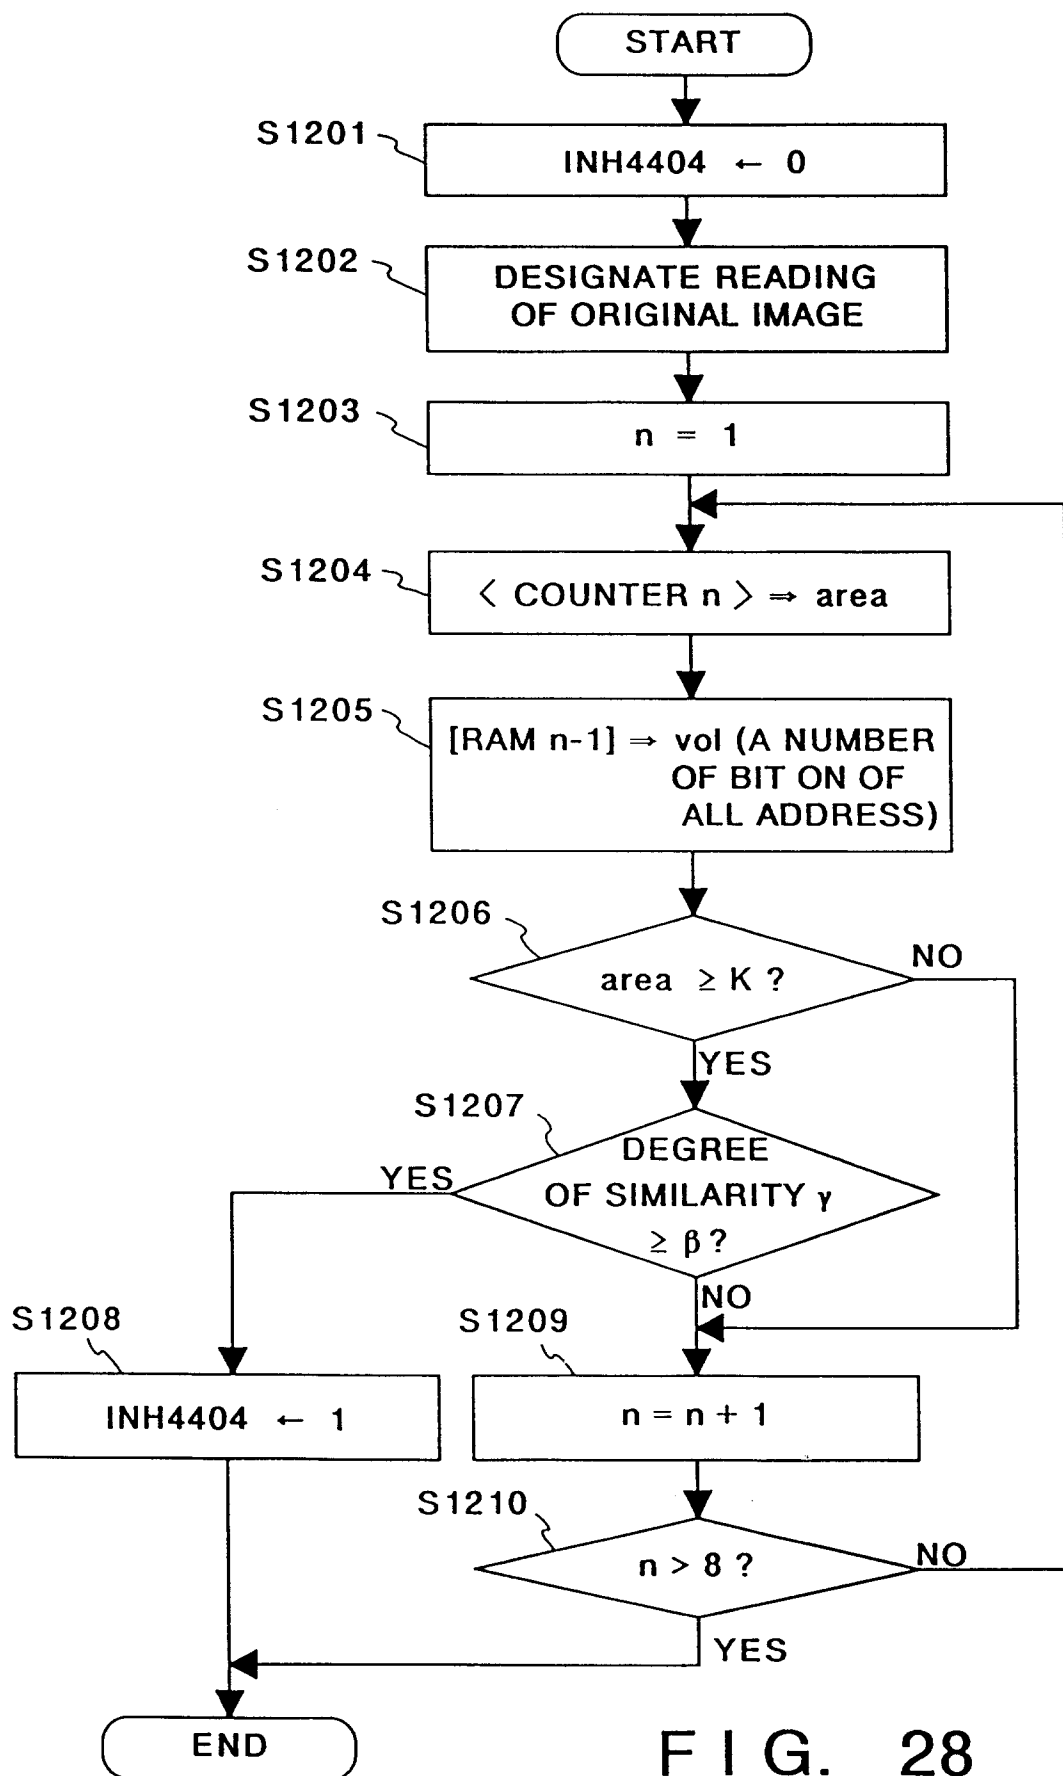 START
S1201
INH4404 ← 0
S1202
DESIGNATE READING
OF ORIGINAL IMAGE
S1203
n = 1
S1204
〈 COUNTER n 〉 ⇒ area
S1205
[RAM n-1] ⇒ vol (A NUMBER
OF BIT ON OF
ALL ADDRESS)
S1206
area ≥ K ?
NO
YES
S1207
DEGREE
OF SIMILARITY γ
≥ β ?
YES
NO
S1208
INH4404 ← 1
S1209
n = n + 1
S1210
n > 8 ?
NO
YES
END
FIG. 28